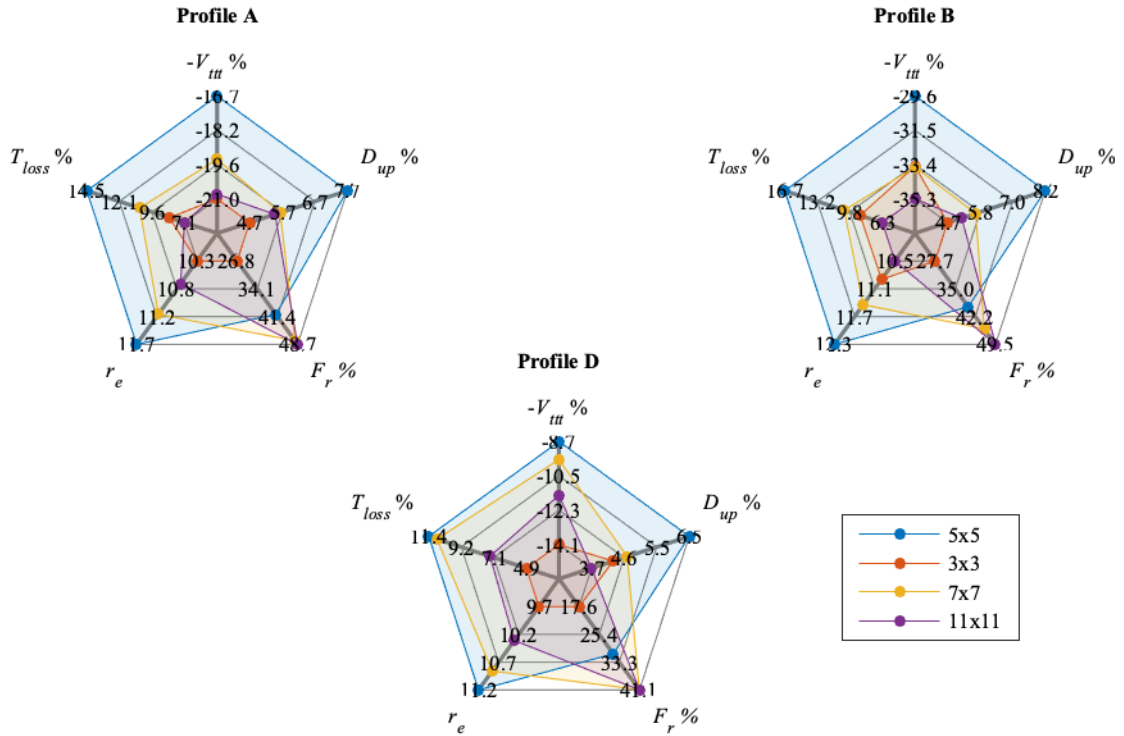 Profile A
-V_ttt %
-16.7
-18.2
-19.6
-21.0
D_up %
7.7
6.7
5.7
4.7
T_loss %
14.5
12.1
9.6
7.1
10.3
10.8
11.2
11.7
r_e
26.8
34.1
41.4
48.7
F_r %
Profile B
-V_ttt %
-29.6
-31.5
-33.4
-35.3
D_up %
8.2
7.0
5.8
4.7
T_loss %
16.7
13.2
9.8
6.3
10.5
11.1
11.7
12.3
r_e
27.7
35.0
42.2
49.5
F_r %
Profile D
-V_ttt %
-8.7
-10.5
-12.3
-14.1
D_up %
6.5
5.5
4.6
3.7
T_loss %
11.4
9.2
7.1
4.9
9.7
10.2
10.7
11.2
r_e
17.6
25.4
33.3
41.1
F_r %
5x5
3x3
7x7
11x11